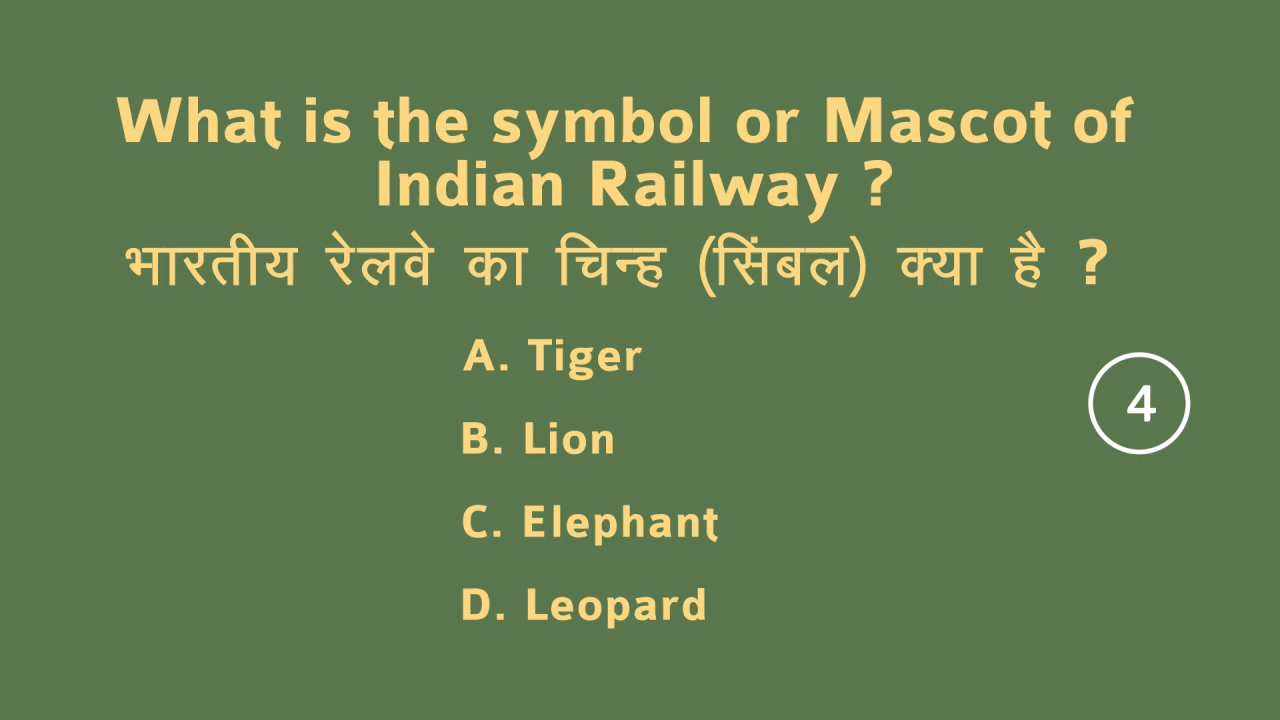 What is the symbol or Mascot of
Indian Railway ?
भारतीय रेलवे का चिन्ह (सिंबल) क्या है ?
A. Tiger
B. Lion
4
C. Elephant
D. Leopard